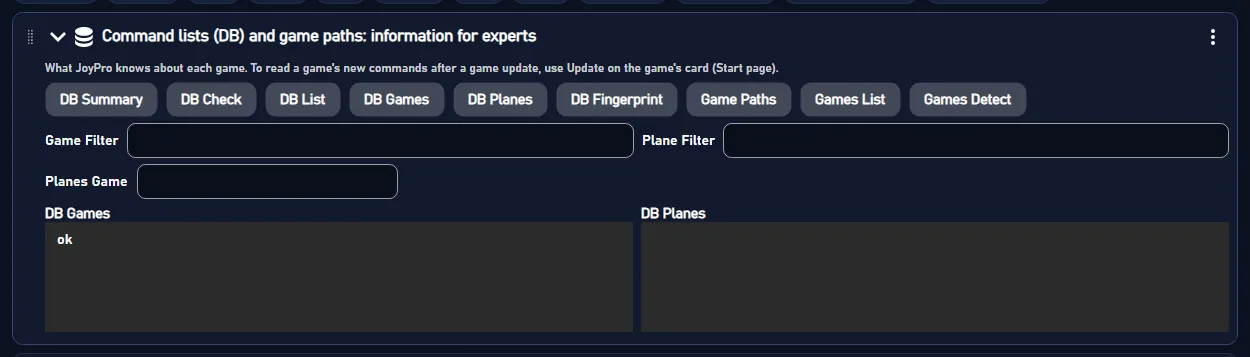 Command lists (DB) and game paths: information for experts
What JoyPro knows about each game. To read a game's new commands after a game update, use Update on the game's card (Start page).
DB Summary DB Check DB List DB Games DB Planes DB Fingerprint Game Paths Games List Games Detect
Game Filter Plane Filter
Planes Game
DB Games DB Planes
ok